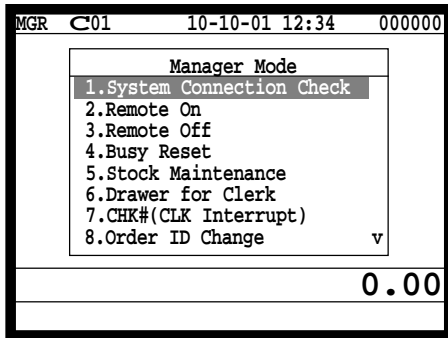 MGR C01 10-10-01 12:34 000000
Manager Mode
1.System Connection Check
2.Remote On
3.Remote Off
4.Busy Reset
5.Stock Maintenance
6.Drawer for Clerk
7.CHK#(CLK Interrupt)
8.Order ID Change v
0.00